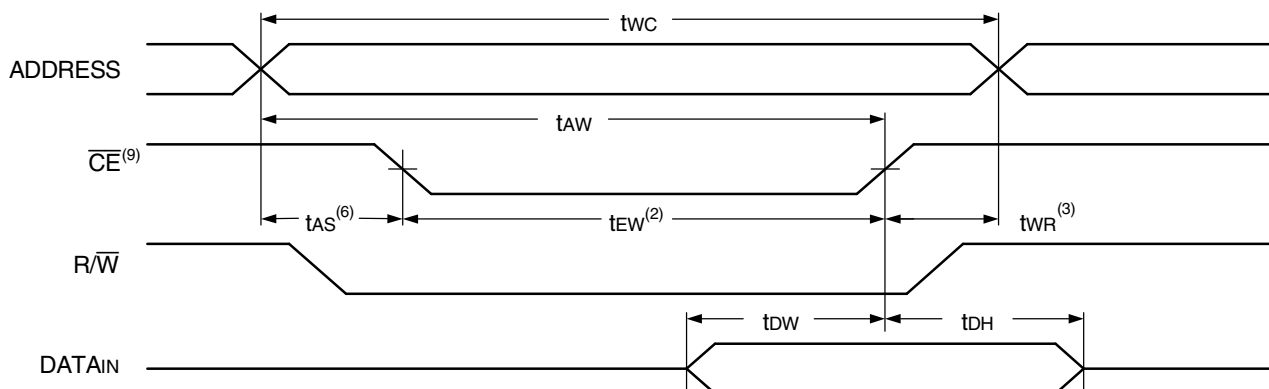 tWC
ADDRESS
tAW
CE(9)
tAS(6) tEW(2) tWR(3)
R/W
tDW tDH
DATAIN